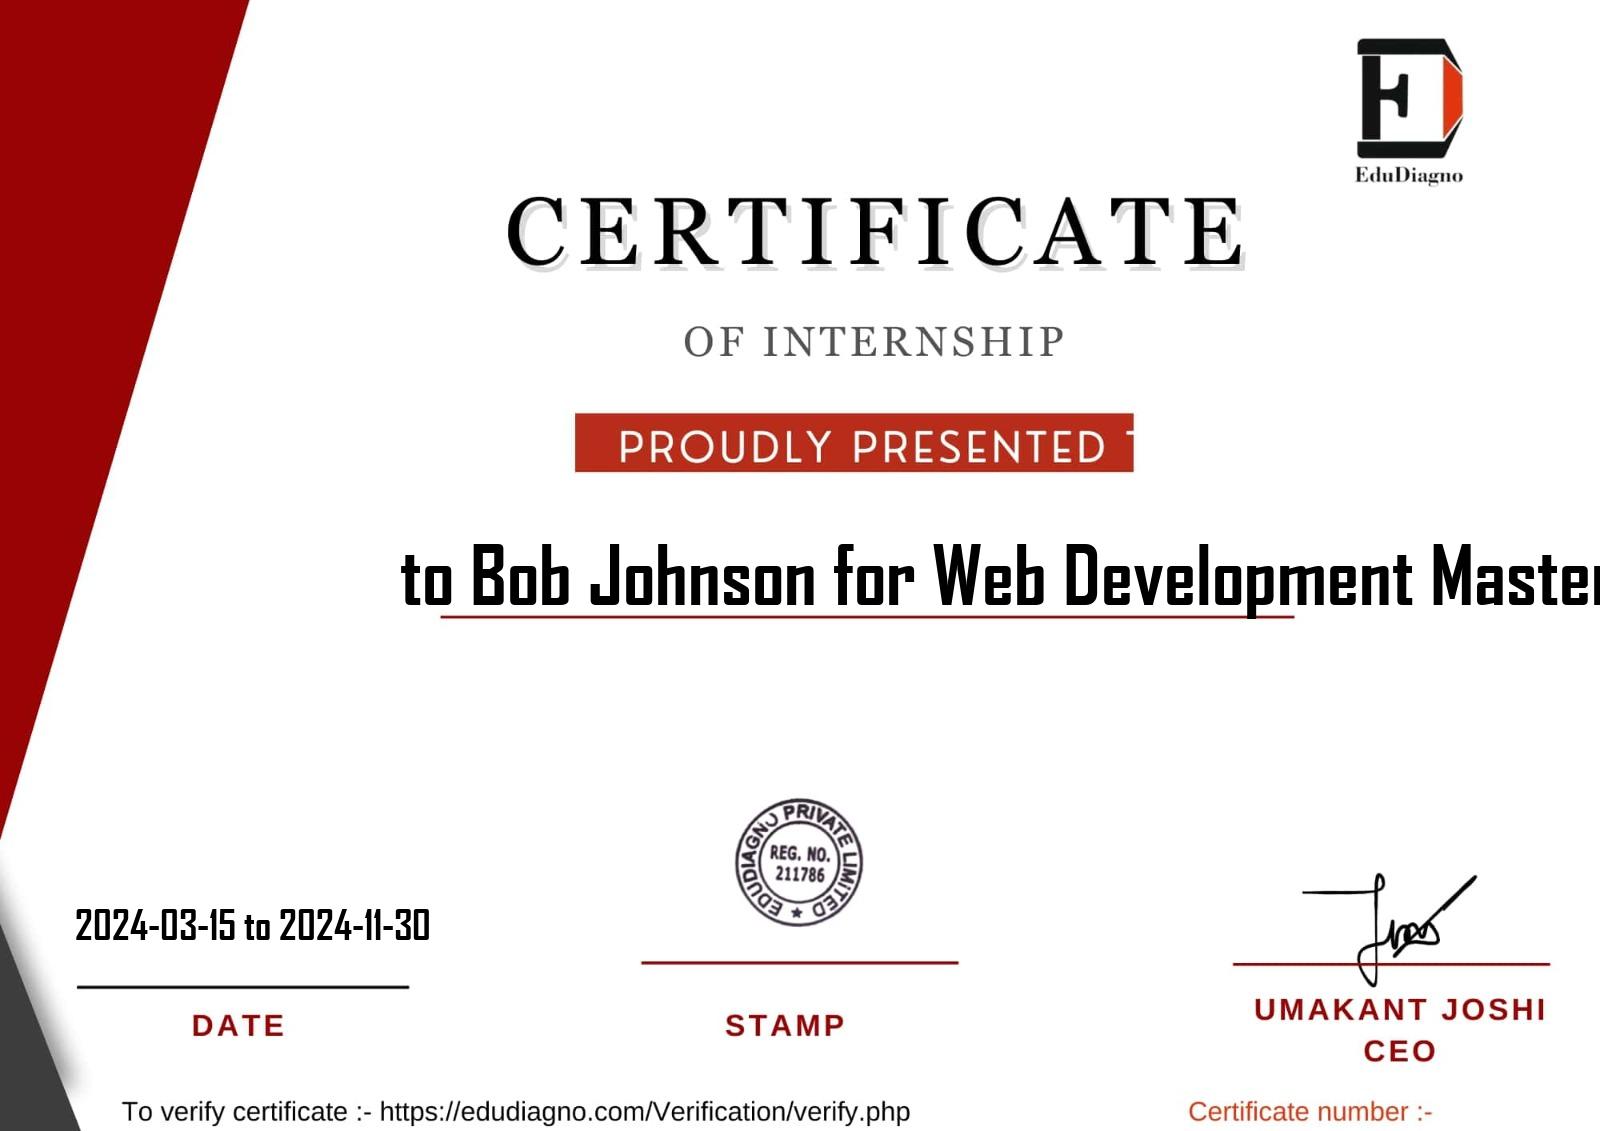 EduDiagno
CERTIFICATE
OF INTERNSHIP
PROUDLY PRESENTED
to Bob Johnson for Web Development Master
EDUDIAGNO PRIVATE LIMITED
REG. NO.
211786
2024-03-15 to 2024-11-30
DATE
STAMP
UMAKANT JOSHI
CEO
To verify certificate :- https://edudiagno.com/Verification/verify.php
Certificate number :-